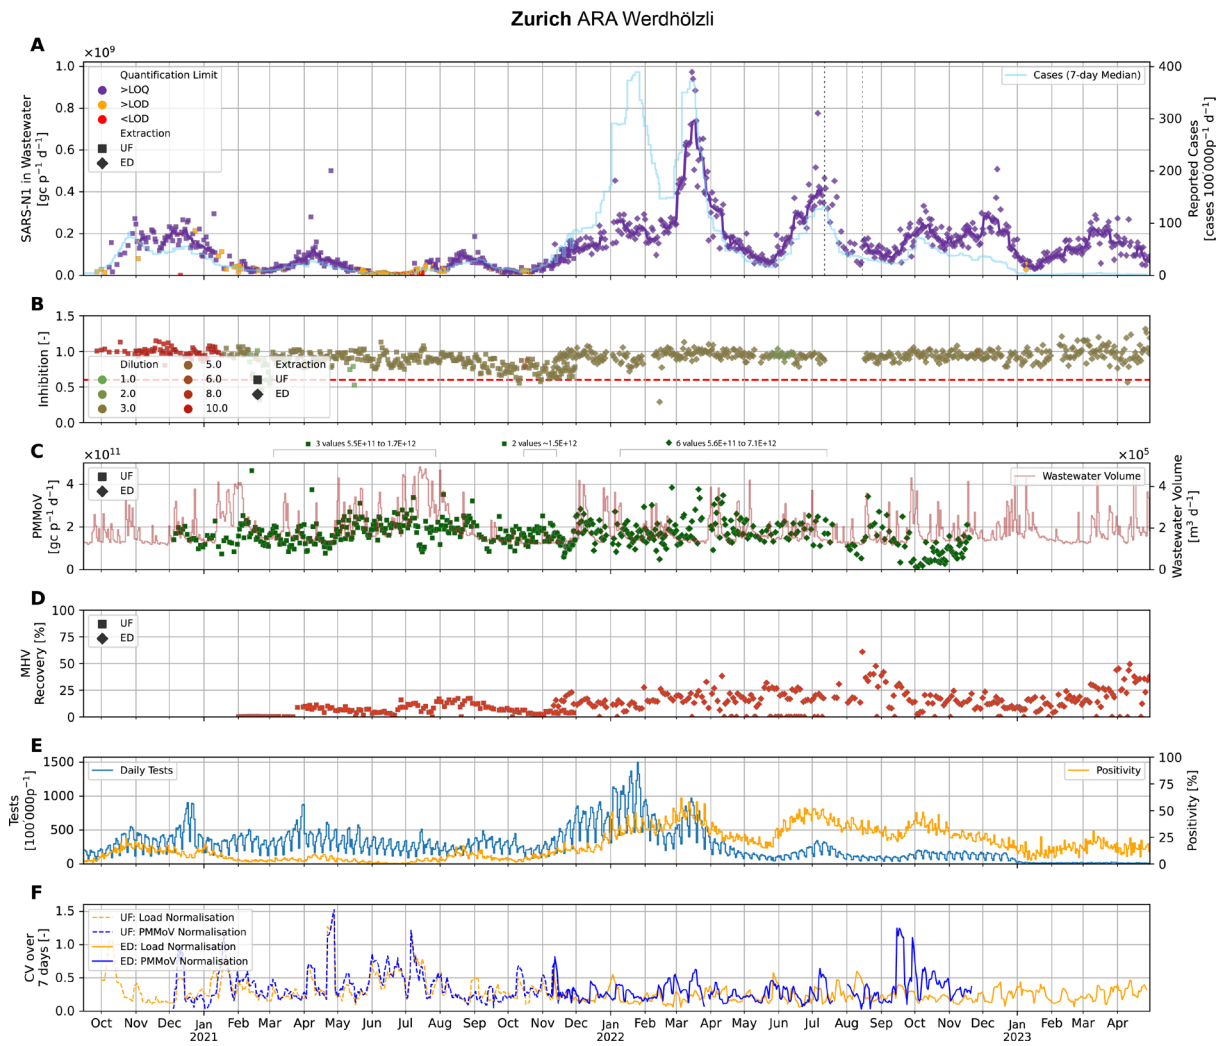 Zurich ARA Werdhölzli
A
×10⁹
SARS-N1 in Wastewater
[gc p⁻¹ d⁻¹]
1.0
0.8
0.6
0.4
0.2
0.0
Quantification Limit
>LOQ
>LOD
<LOD
Extraction
UF
ED
Cases (7-day Median)
400
300
200
100
0
Reported Cases
[cases 100 000p⁻¹ d⁻¹]
B
Inhibition [-]
1.5
1.0
0.5
0.0
Dilution
1.0
2.0
3.0
5.0
6.0
8.0
10.0
Extraction
UF
ED
3 values 5.5E+11 to 1.7E+12
2 values ~1.5E+12
6 values 5.6E+11 to 7.1E+12
C
×10¹¹
PMMoV
[gc p⁻¹ d⁻¹]
4
2
0
UF
ED
Wastewater Volume
×10⁵
4
2
0
Wastewater Volume
[m³ d⁻¹]
D
MHV
Recovery [%]
100
75
50
25
0
UF
ED
E
Tests
[100 000p⁻¹]
1500
1000
500
0
Daily Tests
Positivity
100
75
50
25
0
Positivity [%]
F
CV over
7 days [-]
1.5
1.0
0.5
0.0
UF: Load Normalisation
UF: PMMoV Normalisation
ED: Load Normalisation
ED: PMMoV Normalisation
Oct Nov Dec Jan Feb Mar Apr May Jun Jul Aug Sep Oct Nov Dec Jan Feb Mar Apr May Jun Jul Aug Sep Oct Nov Dec Jan Feb Mar Apr
2021 2022 2023